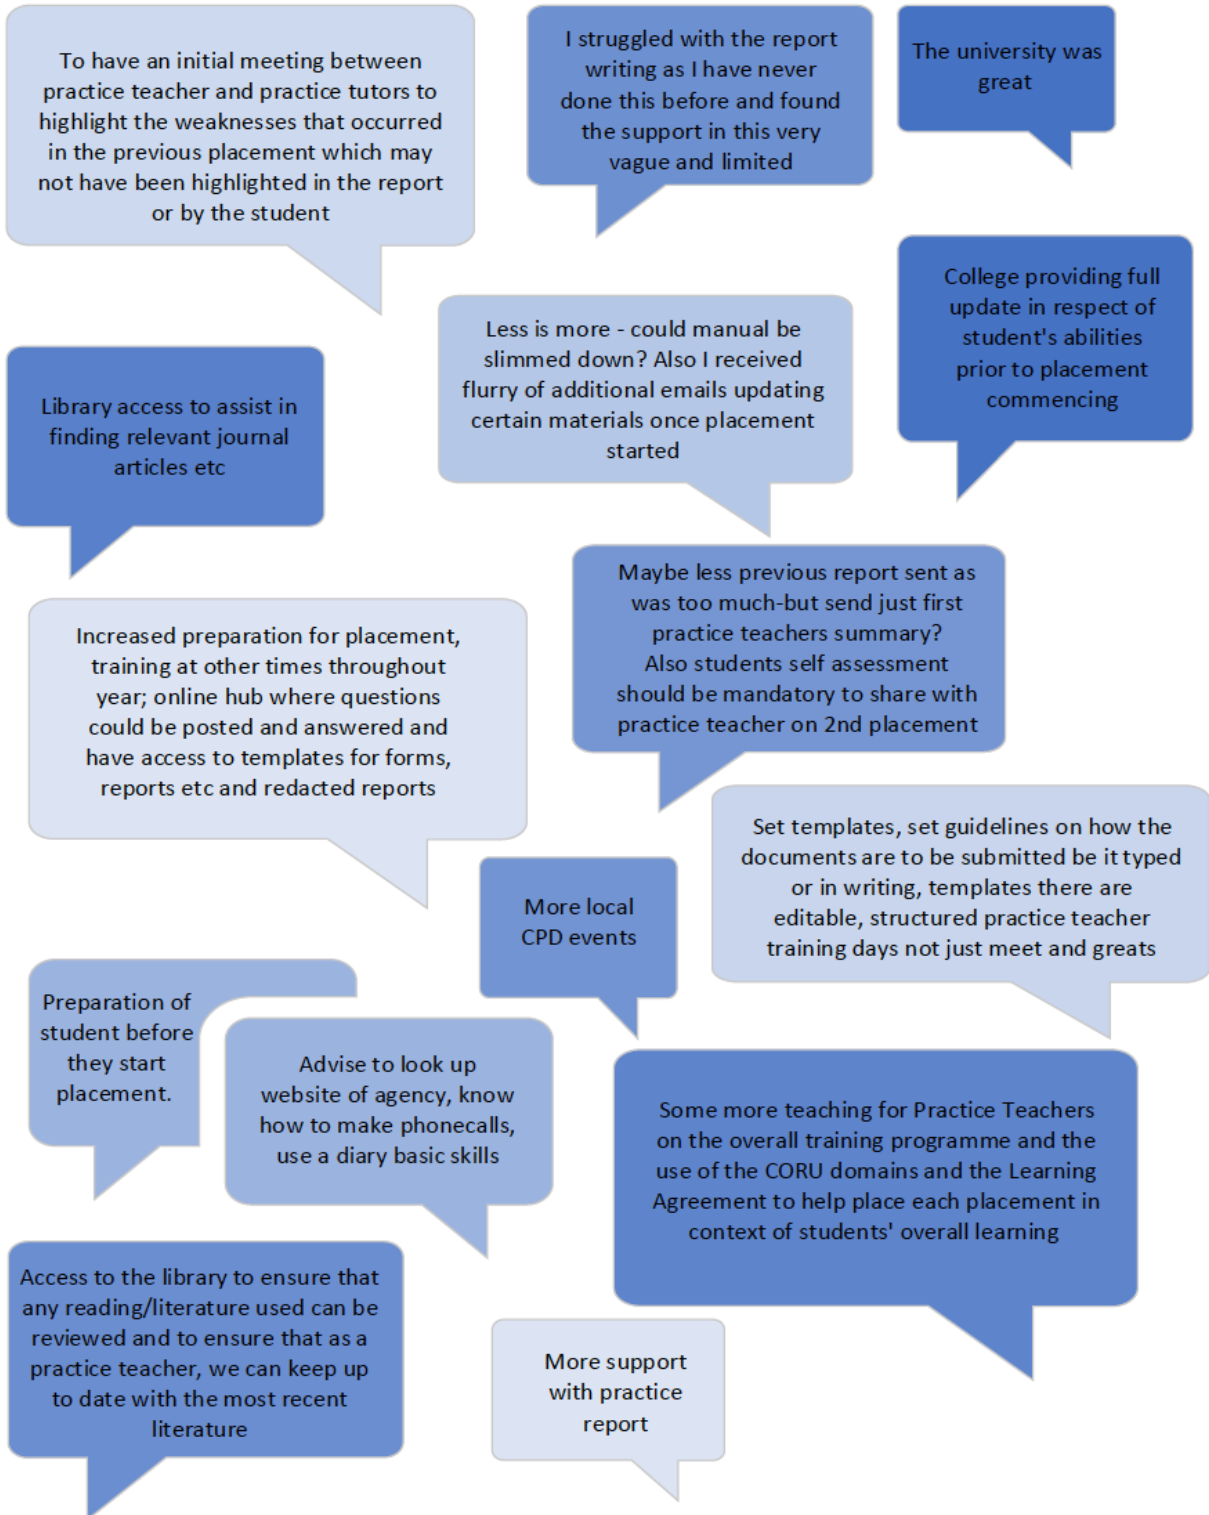 To have an initial meeting between
practice teacher and practice tutors to
highlight the weaknesses that occurred
in the previous placement which may
not have been highlighted in the report
or by the student
I struggled with the report
writing as I have never
done this before and found
the support in this very
vague and limited
The university was
great
College providing full
update in respect of
student's abilities
prior to placement
commencing
Less is more - could manual be
slimmed down? Also I received
flurry of additional emails updating
certain materials once placement
started
Library access to assist in
finding relevant journal
articles etc
Maybe less previous report sent as
was too much-but send just first
practice teachers summary?
Also students self assessment
should be mandatory to share with
practice teacher on 2nd placement
Increased preparation for placement,
training at other times throughout
year; online hub where questions
could be posted and answered and
have access to templates for forms,
reports etc and redacted reports
Set templates, set guidelines on how the
documents are to be submitted be it typed
or in writing, templates there are
editable, structured practice teacher
training days not just meet and greats
More local
CPD events
Preparation of
student before
they start
placement.
Advise to look up
website of agency, know
how to make phonecalls,
use a diary basic skills
Some more teaching for Practice Teachers
on the overall training programme and the
use of the CORU domains and the Learning
Agreement to help place each placement in
context of students' overall learning
Access to the library to ensure that
any reading/literature used can be
reviewed and to ensure that as a
practice teacher, we can keep up
to date with the most recent
literature
More support
with practice
report